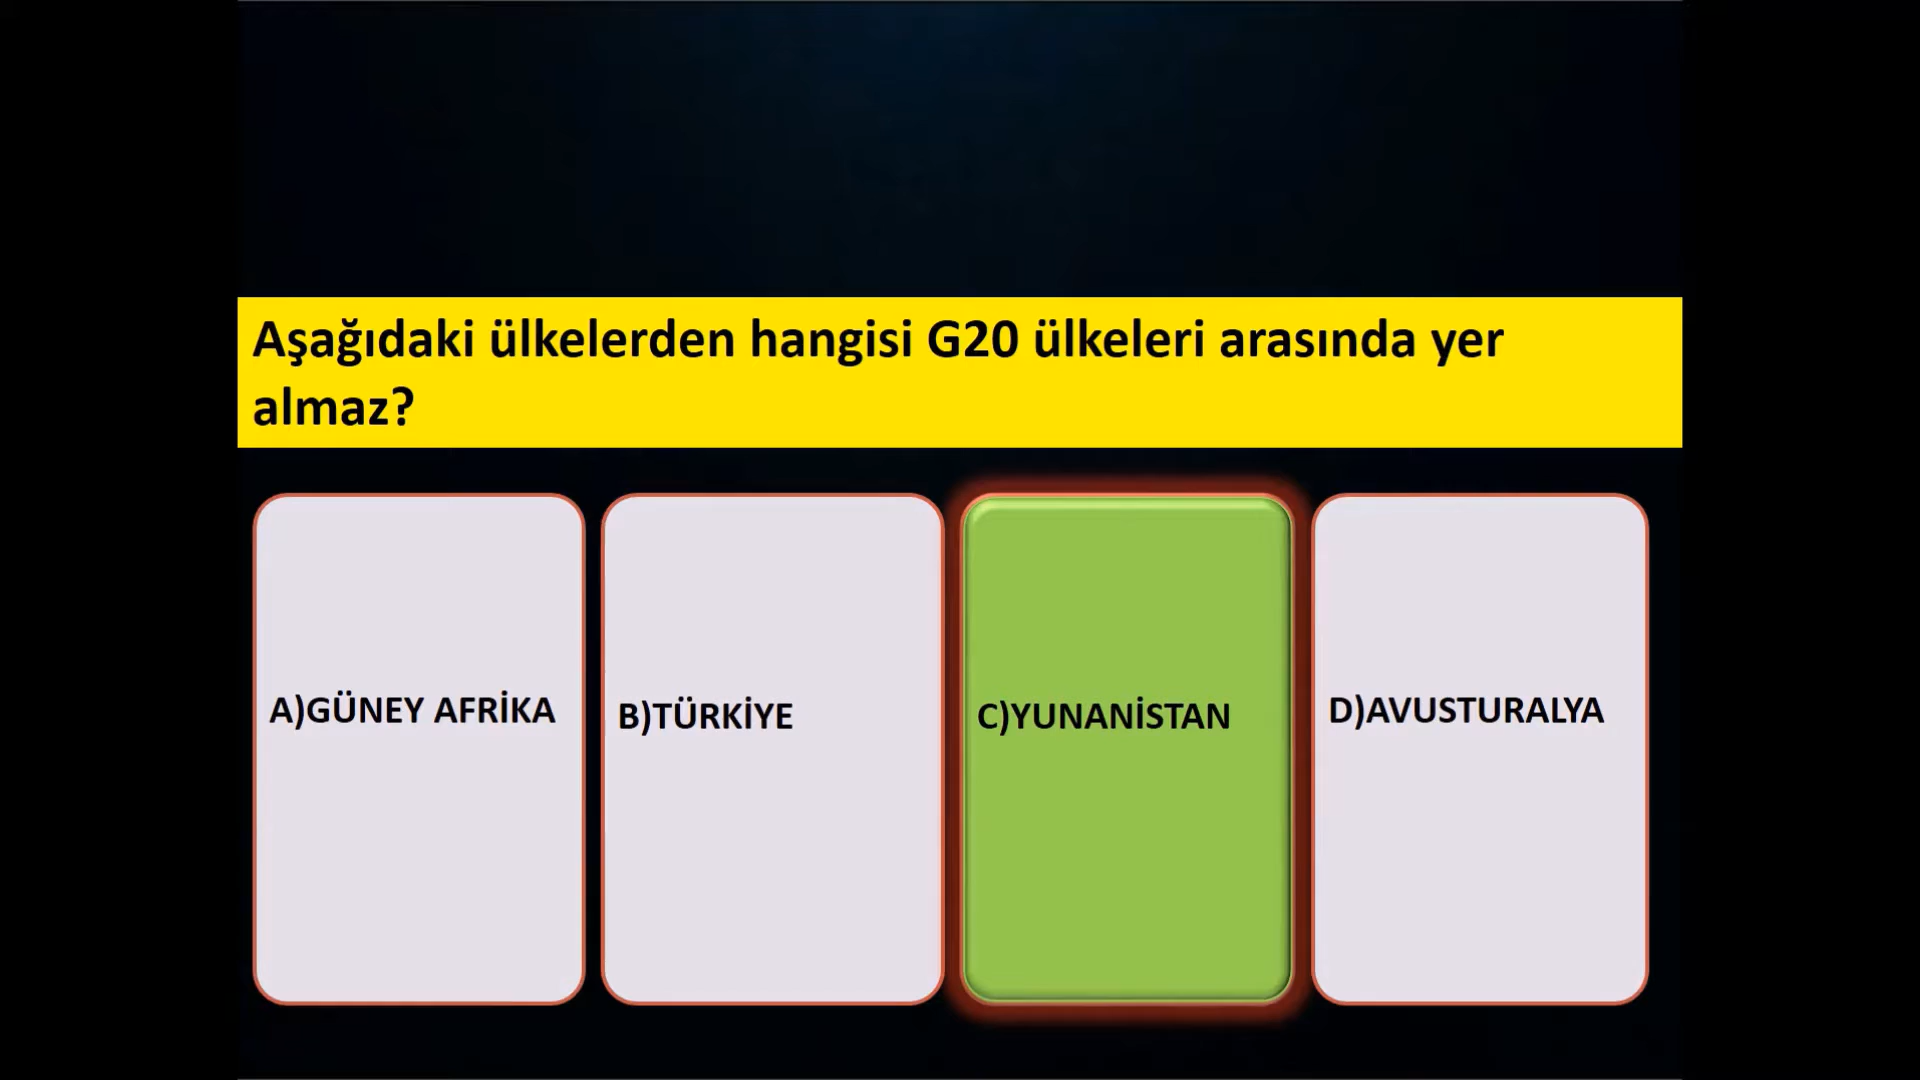 Aşağıdaki ülkelerden hangisi G20 ülkeleri arasında yer
almaz?
A)GÜNEY AFRİKA
B)TÜRKİYE
C)YUNANİSTAN
D)AVUSTURALYA